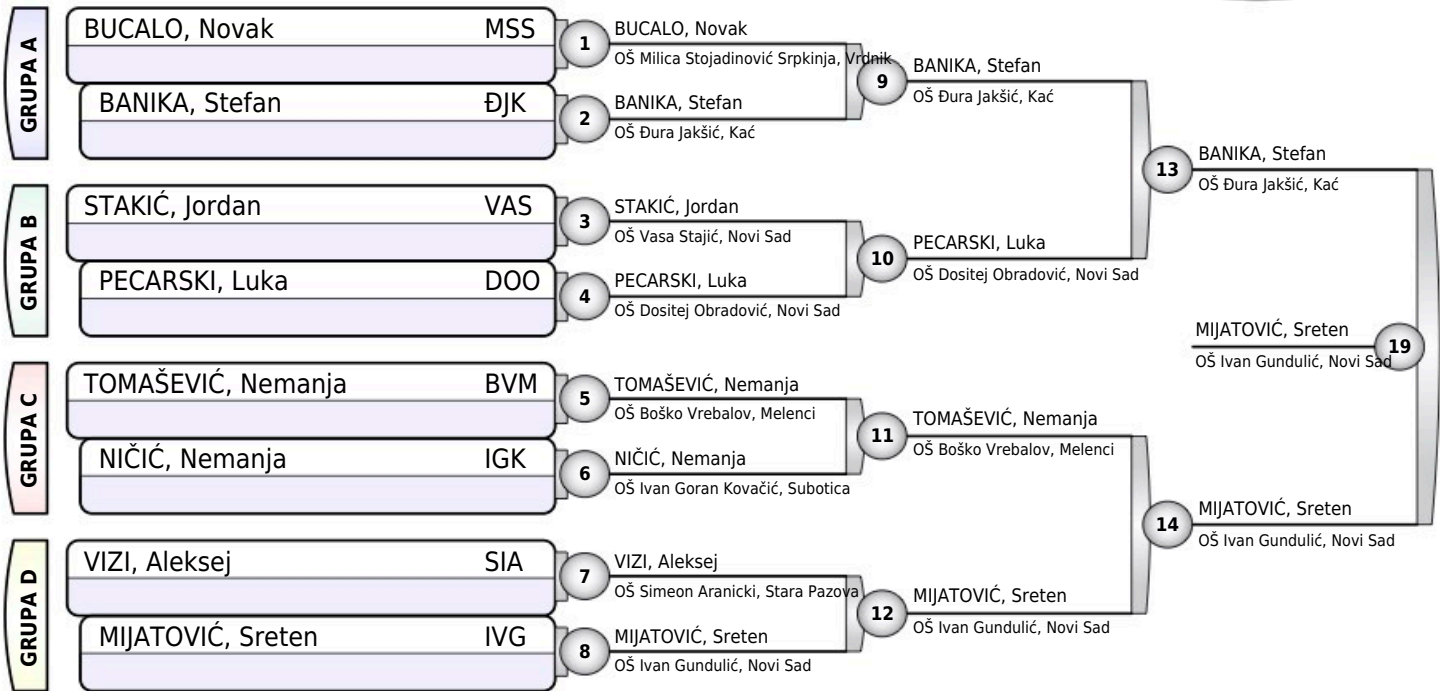 GRUPA A
BUCALO, Novak MSS
BANIKA, Stefan ĐJK
GRUPA B
STAKIĆ, Jordan VAS
PECARSKI, Luka DOO
GRUPA C
TOMAŠEVIĆ, Nemanja BVM
NIČIĆ, Nemanja IGK
GRUPA D
VIZI, Aleksej SIA
MIJATOVIĆ, Sreten IVG
1
BUCALO, Novak
OŠ Milica Stojadinović Srpkinja, Vrdnik
2
BANIKA, Stefan
OŠ Đura Jakšić, Kać
3
STAKIĆ, Jordan
OŠ Vasa Stajić, Novi Sad
4
PECARSKI, Luka
OŠ Dositej Obradović, Novi Sad
5
TOMAŠEVIĆ, Nemanja
OŠ Boško Vrebalov, Melenci
6
NIČIĆ, Nemanja
OŠ Ivan Goran Kovačić, Subotica
7
VIZI, Aleksej
OŠ Simeon Aranicki, Stara Pazova
8
MIJATOVIĆ, Sreten
OŠ Ivan Gundulić, Novi Sad
9
BANIKA, Stefan
OŠ Đura Jakšić, Kać
10
PECARSKI, Luka
OŠ Dositej Obradović, Novi Sad
11
TOMAŠEVIĆ, Nemanja
OŠ Boško Vrebalov, Melenci
12
MIJATOVIĆ, Sreten
OŠ Ivan Gundulić, Novi Sad
13
BANIKA, Stefan
OŠ Đura Jakšić, Kać
14
MIJATOVIĆ, Sreten
OŠ Ivan Gundulić, Novi Sad
MIJATOVIĆ, Sreten
OŠ Ivan Gundulić, Novi Sad
19